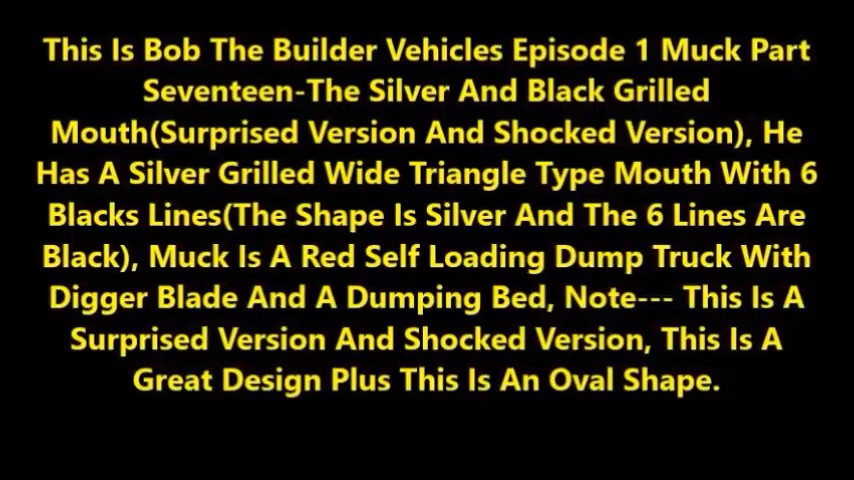 This Is Bob The Builder Vehicles Episode 1 Muck Part
Seventeen-The Silver And Black Grilled
Mouth(Surprised Version And Shocked Version), He
Has A Silver Grilled Wide Triangle Type Mouth With 6
Blacks Lines(The Shape Is Silver And The 6 Lines Are
Black), Muck Is A Red Self Loading Dump Truck With
Digger Blade And A Dumping Bed, Note--- This Is A
Surprised Version And Shocked Version, This Is A
Great Design Plus This Is An Oval Shape.